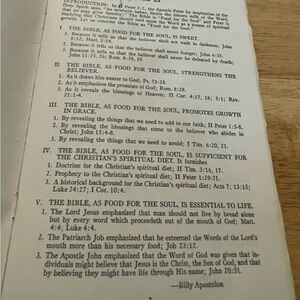 INTRODUCTION: In I Peter 2:1, the Apostle Peter by inspiration of the
Holy Spirit says, "As newborn babes, desire the sincere milk of the Word,
that ye may grow thereby": The Bible is "Food for the Soul", and Peter is
implying that Christians should feed upon the Word as a means of spiritual
growth. Let us consider the Bible as "Food for the Soul."
I. THE BIBLE, AS FOOD FOR THE SOUL, IS SWEET.
1. Because it tells us that the believer shall not walk in darkness; John
8:12; Matt.
2. Because it tells us that the believer shall never hunger; John 6:31.
3. Because it tells us that the believer shall never be defeated by death;
John 11:25-26.
II. THE BIBLE, AS FOOD FOR THE SOUL, STRENGTHENS THE
BELIEVER.
1. As it draws him nearer to God; Ps. 73:28.
2. As it emphasizes the promises of God; Rom. 8:28.
3. As it reveals the blessings of Heaven; II Cor. 4:17, 18; 5:1; Rev.
21:1-4.
III. THE BIBLE, AS FOOD FOR THE SOUL, PROMOTES GROWTH
IN GRACE.
1. By revealing the things that we need to add to our faith; II Peter 1:5-8.
2. By revealing the blessings that come to the believer who abides in
Christ; John 15:4-8.
3. By revealing the things that we need to avoid; I Tim. 6:20, 21.
IV. THE BIBLE, AS FOOD FOR THE SOUL, IS SUFFICIENT FOR
THE CHRISTIAN'S SPIRITUAL DIET. It furnishes
1. Doctrine for the Christian's spiritual diet; II Tim. 3:16, 17.
2. Prophecy to the Christian's spiritual diet; II Peter 1:19-21.
3. A historical background for the Christian's spiritual diet; Acts 7; 13:15;
Luke 24:27; I Cor. 10:4.
V. THE BIBLE, AS FOOD FOR THE SOUL, IS ESSENTIAL TO LIFE.
1. The Lord Jesus emphasized that man should not live by bread alone
but by every word which proceedeth out of the mouth of God; Matt.
4:4; Luke 4:4.
2. The Patriarch Job emphasized that he esteemed the Words of the Lord's
mouth more than his necessary food; Job 23:12.
3. The Apostle John emphasized that the Word of God was given that in-
dividuals might believe that Jesus is the Christ, the Son of God, and that
by believing they might have life through His name; John 20:31.
—Billy Apostolon